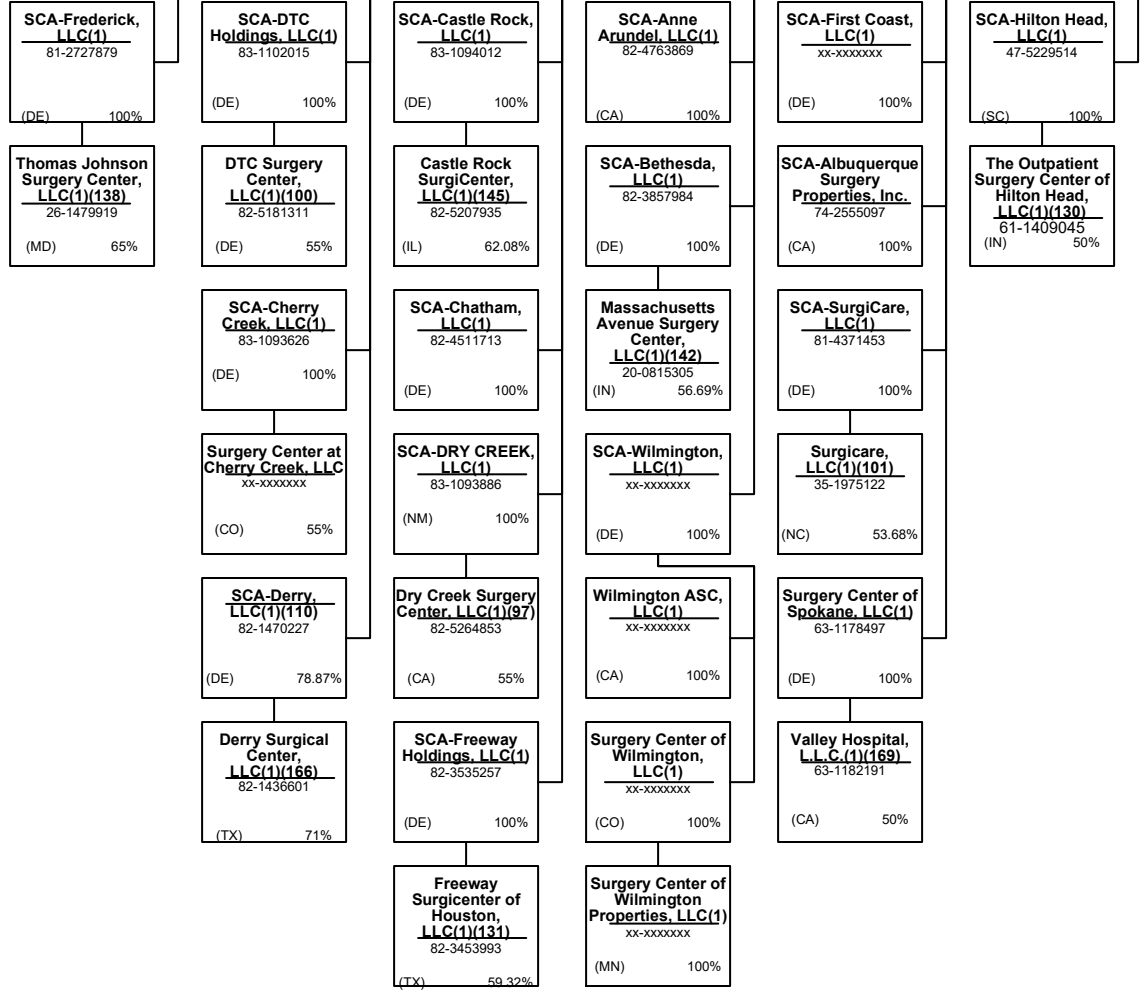 SCA-Frederick,
LLC(1)
81-2727879
(DE) 100%
Thomas Johnson
Surgery Center,
LLC(1)(138)
26-1479919
(MD) 65%
SCA-DTC
Holdings, LLC(1)
83-1102015
(DE) 100%
DTC Surgery
Center,
LLC(1)(100)
82-5181311
(DE) 55%
SCA-Cherry
Creek, LLC(1)
83-1093626
(DE) 100%
Surgery Center at
Cherry Creek, LLC
xx-xxxxxxx
(CO) 55%
SCA-Derry,
LLC(1)(110)
82-1470227
(DE) 78.87%
Derry Surgical
Center,
LLC(1)(166)
82-1436601
(TX) 71%
SCA-Castle Rock,
LLC(1)
83-1094012
(DE) 100%
Castle Rock
SurgiCenter,
LLC(1)(145)
82-5207935
(IL) 62.08%
SCA-Chatham,
LLC(1)
82-4511713
(DE) 100%
SCA-DRY CREEK,
LLC(1)
83-1093886
(NM) 100%
Dry Creek Surgery
Center, LLC(1)(97)
82-5264853
(CA) 55%
SCA-Freeway
Holdings, LLC(1)
82-3535257
(DE) 100%
Freeway
Surgicenter of
Houston,
LLC(1)(131)
82-3453993
(TX) 59.32%
SCA-Anne
Arundel, LLC(1)
82-4763869
(CA) 100%
SCA-Bethesda,
LLC(1)
82-3857984
(DE) 100%
Massachusetts
Avenue Surgery
Center,
LLC(1)(142)
20-0815305
(IN) 56.69%
SCA-Wilmington,
LLC(1)
xx-xxxxxxx
(DE) 100%
Wilmington ASC,
LLC(1)
xx-xxxxxxx
(CA) 100%
Surgery Center of
Wilmington,
LLC(1)
xx-xxxxxxx
(CO) 100%
Surgery Center of
Wilmington
Properties, LLC(1)
xx-xxxxxxx
(MN) 100%
SCA-First Coast,
LLC(1)
xx-xxxxxxx
(DE) 100%
SCA-Albuquerque
Surgery
Properties, Inc.
74-2555097
(CA) 100%
SCA-SurgiCare,
LLC(1)
81-4371453
(DE) 100%
Surgicare,
LLC(1)(101)
35-1975122
(NC) 53.68%
Surgery Center of
Spokane, LLC(1)
63-1178497
(DE) 100%
Valley Hospital,
L.L.C.(1)(169)
63-1182191
(CA) 50%
SCA-Hilton Head,
LLC(1)
47-5229514
(SC) 100%
The Outpatient
Surgery Center of
Hilton Head,
LLC(1)(130)
61-1409045
(IN) 50%